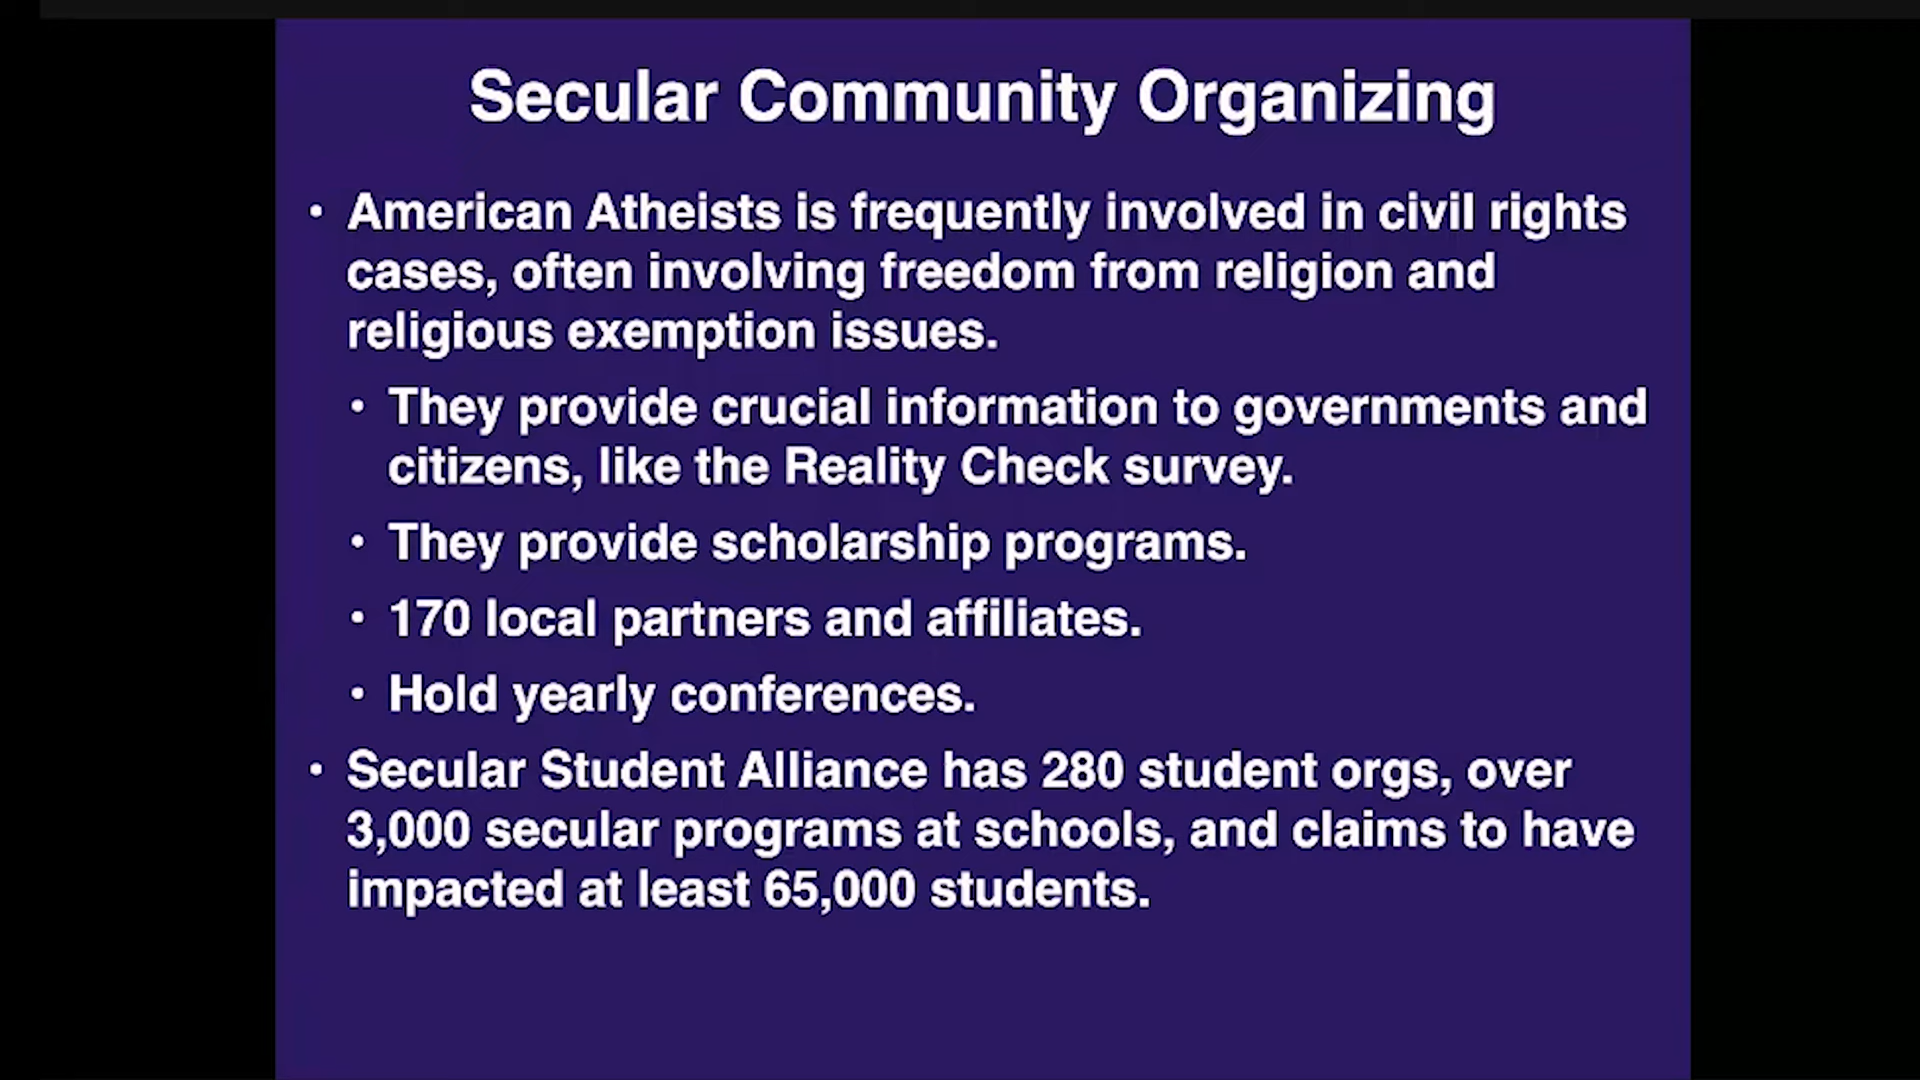 Secular Community Organizing
• American Atheists is frequently involved in civil rights
cases, often involving freedom from religion and
religious exemption issues.
• They provide crucial information to governments and
citizens, like the Reality Check survey.
• They provide scholarship programs.
• 170 local partners and affiliates.
• Hold yearly conferences.
• Secular Student Alliance has 280 student orgs, over
3,000 secular programs at schools, and claims to have
impacted at least 65,000 students.